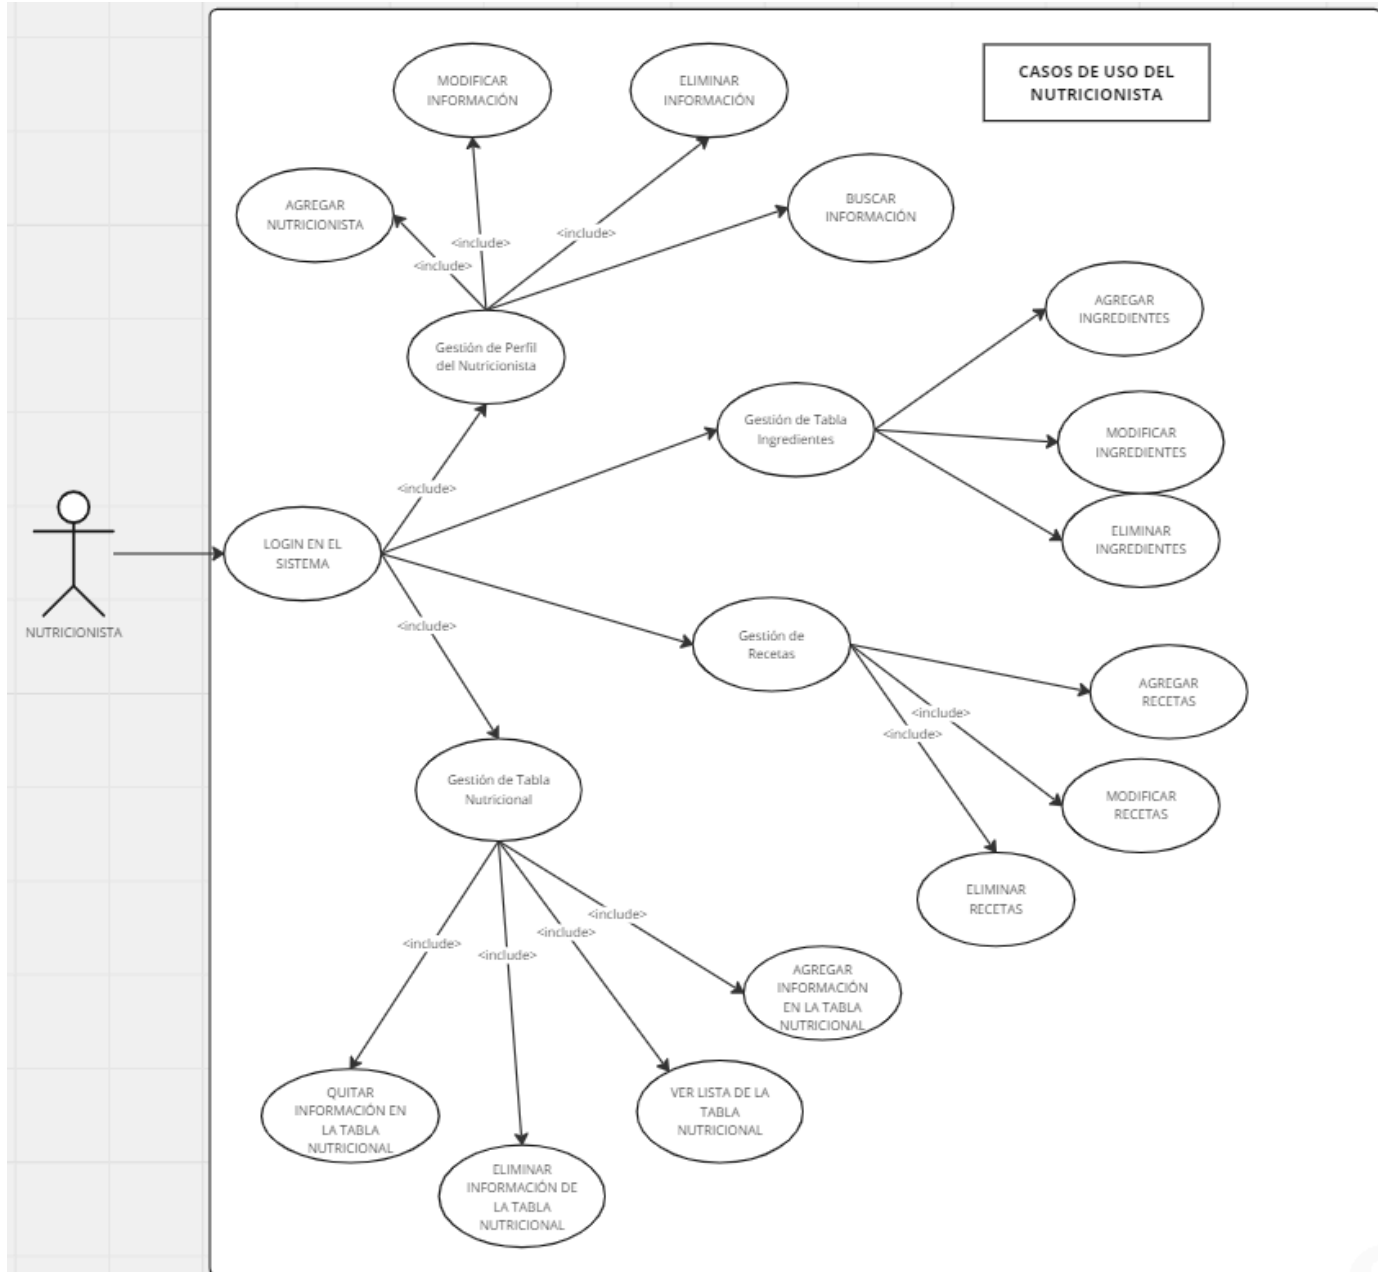 CASOS DE USO DEL
NUTRICIONISTA
MODIFICAR
INFORMACIÓN
ELIMINAR
INFORMACIÓN
AGREGAR
NUTRICIONISTA
BUSCAR
INFORMACIÓN
<include>
<include>
<include>
Gestión de Perfil
del Nutricionista
AGREGAR
INGREDIENTES
Gestión de Tabla
Ingredientes
MODIFICAR
INGREDIENTES
<include>
ELIMINAR
INGREDIENTES
LOGIN EN EL
SISTEMA
NUTRICIONISTA
<include>
Gestión de
Recetas
AGREGAR
RECETAS
<include>
<include>
MODIFICAR
RECETAS
Gestión de Tabla
Nutricional
ELIMINAR
RECETAS
<include>
<include>
<include>
<include>
AGREGAR
INFORMACIÓN
EN LA TABLA
NUTRICIONAL
QUITAR
INFORMACIÓN EN
LA TABLA
NUTRICIONAL
VER LISTA DE LA
TABLA
NUTRICIONAL
ELIMINAR
INFORMACIÓN DE
LA TABLA
NUTRICIONAL